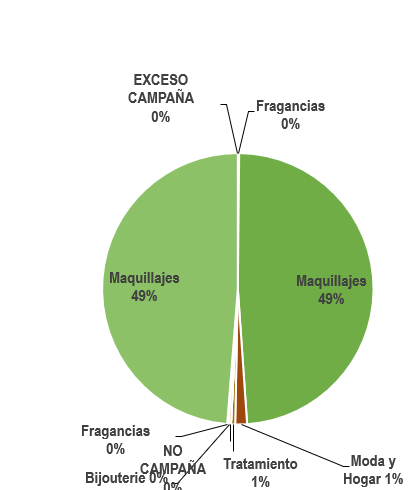 EXCESO
CAMPAÑA
0%
Fragancias
0%
Maquillajes
49%
Maquillajes
49%
Fragancias
0%
NO
CAMPAÑA
0%
Bijouterie 0%
Tratamiento
1%
Moda y
Hogar 1%